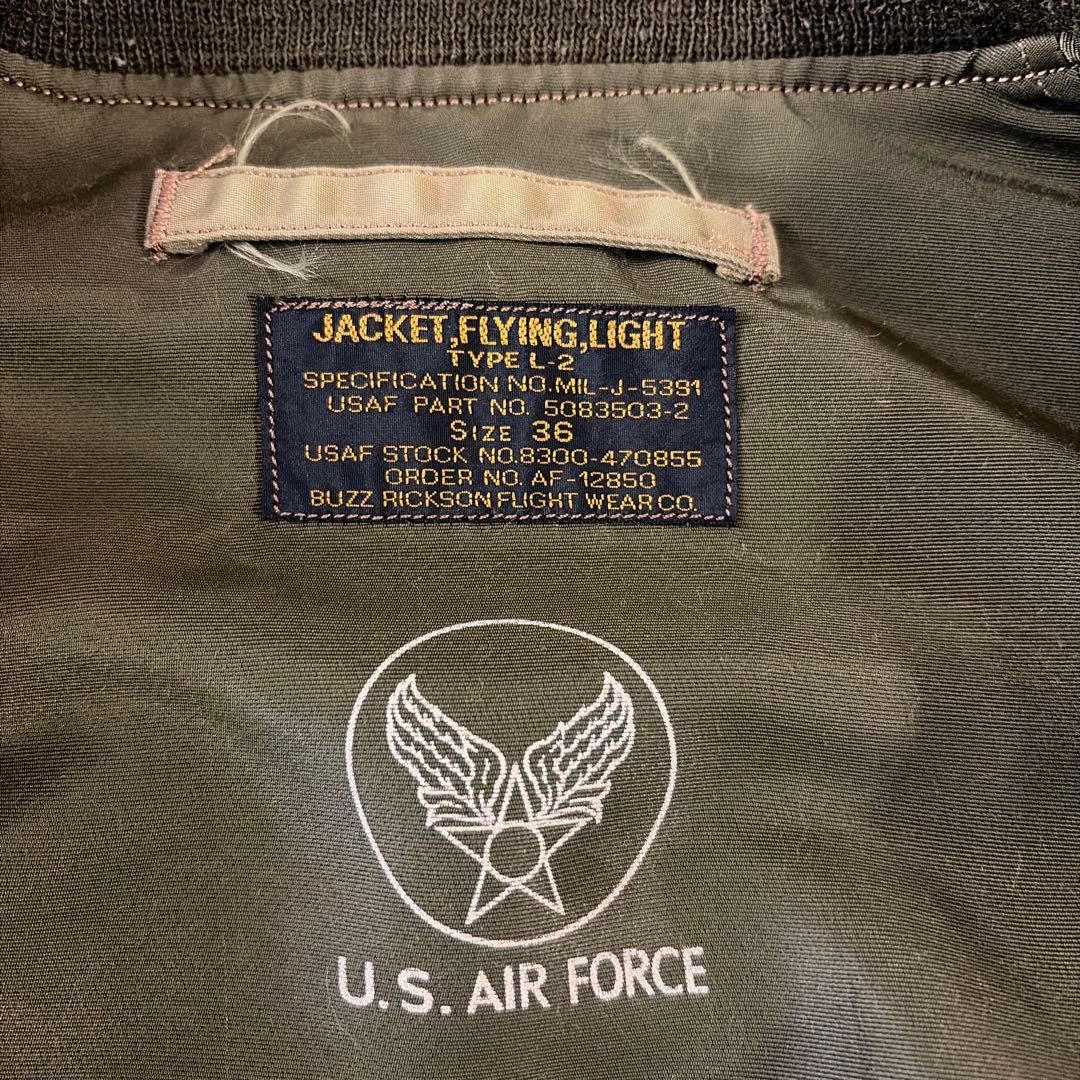 JACKET,FLYING,LIGHT
TYPE L-2
SPECIFICATION NO.MIL-J-5391
USAF PART NO. 5083503-2
SIZE 36
USAF STOCK NO.8300-470855
ORDER NO. AF-12850
BUZZ RICKSON FLIGHT WEAR CO.
U.S. AIR FORCE